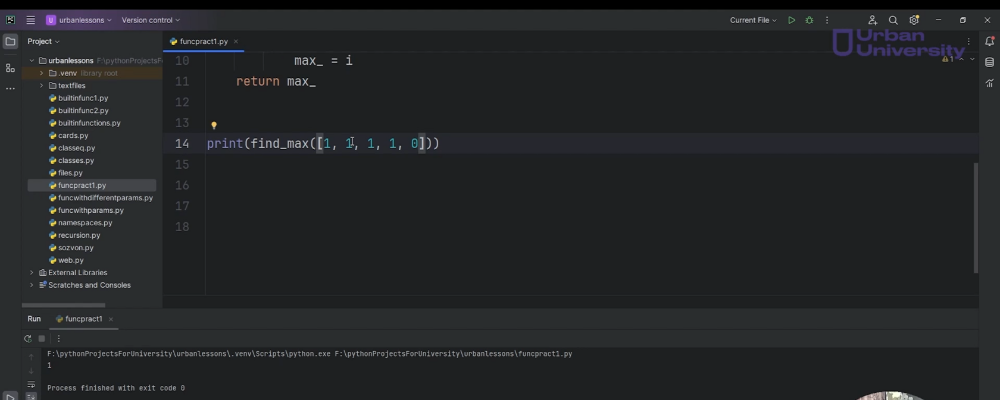 PC U urbanlessons Version control Current File
Urban
University
Project
funcpract1.py
urbanlessons F:\pythonProjectsF
.venv library root
textfiles
builtinfunc1.py
builtinfunc2.py
builtinfunctions.py
cards.py
classeq.py
classes.py
files.py
funcpract1.py
funcwithdifferentparams.py
funcwithparams.py
namespaces.py
recursion.py
sozvon.py
web.py
External Libraries
Scratches and Consoles
10 max_ = i
11 return max_
12
13
14 print(find_max([1, 1, 1, 1, 0]))
15
16
17
18
1
Run funcpract1
F:\pythonProjectsForUniversity\urbanlessons\.venv\Scripts\python.exe F:\pythonProjectsForUniversity\urbanlessons\funcpract1.py
1
Process finished with exit code 0